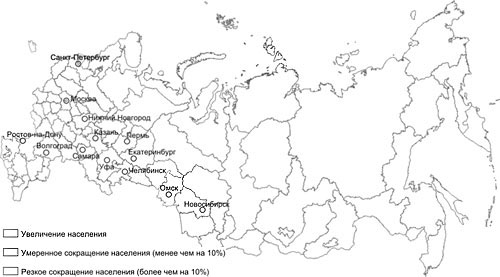 Санкт-Петербург
Москва
Нижний Новгород
Казань
Пермь
Ростов-на-Дону
Волгоград
Самара
Екатеринбург
Уфа
Челябинск
Омск
Новосибирск
Увеличение населения
Умеренное сокращение населения (менее чем на 10%)
Резкое сокращение населения (более чем на 10%)